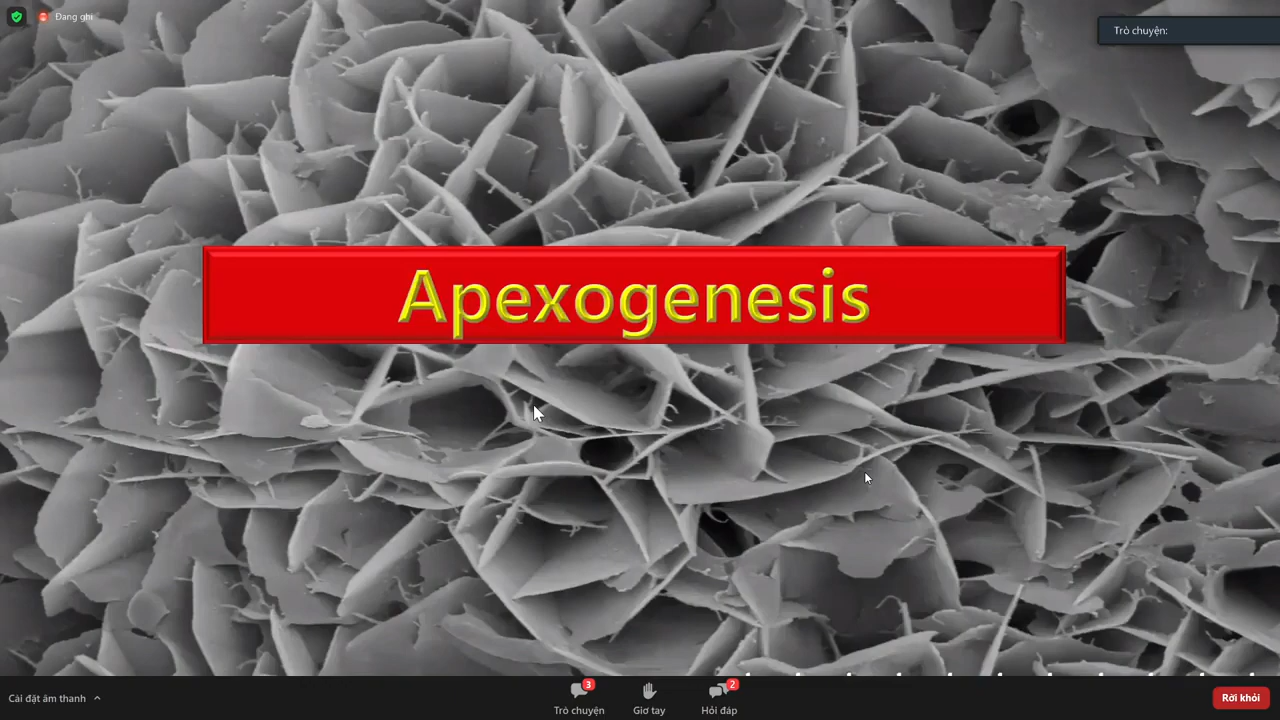 Đang ghi
Trò chuyện:
Apexogenesis
Cài đặt âm thanh
3
2
Trò chuyện
Giơ tay
Hỏi đáp
Rời khỏi